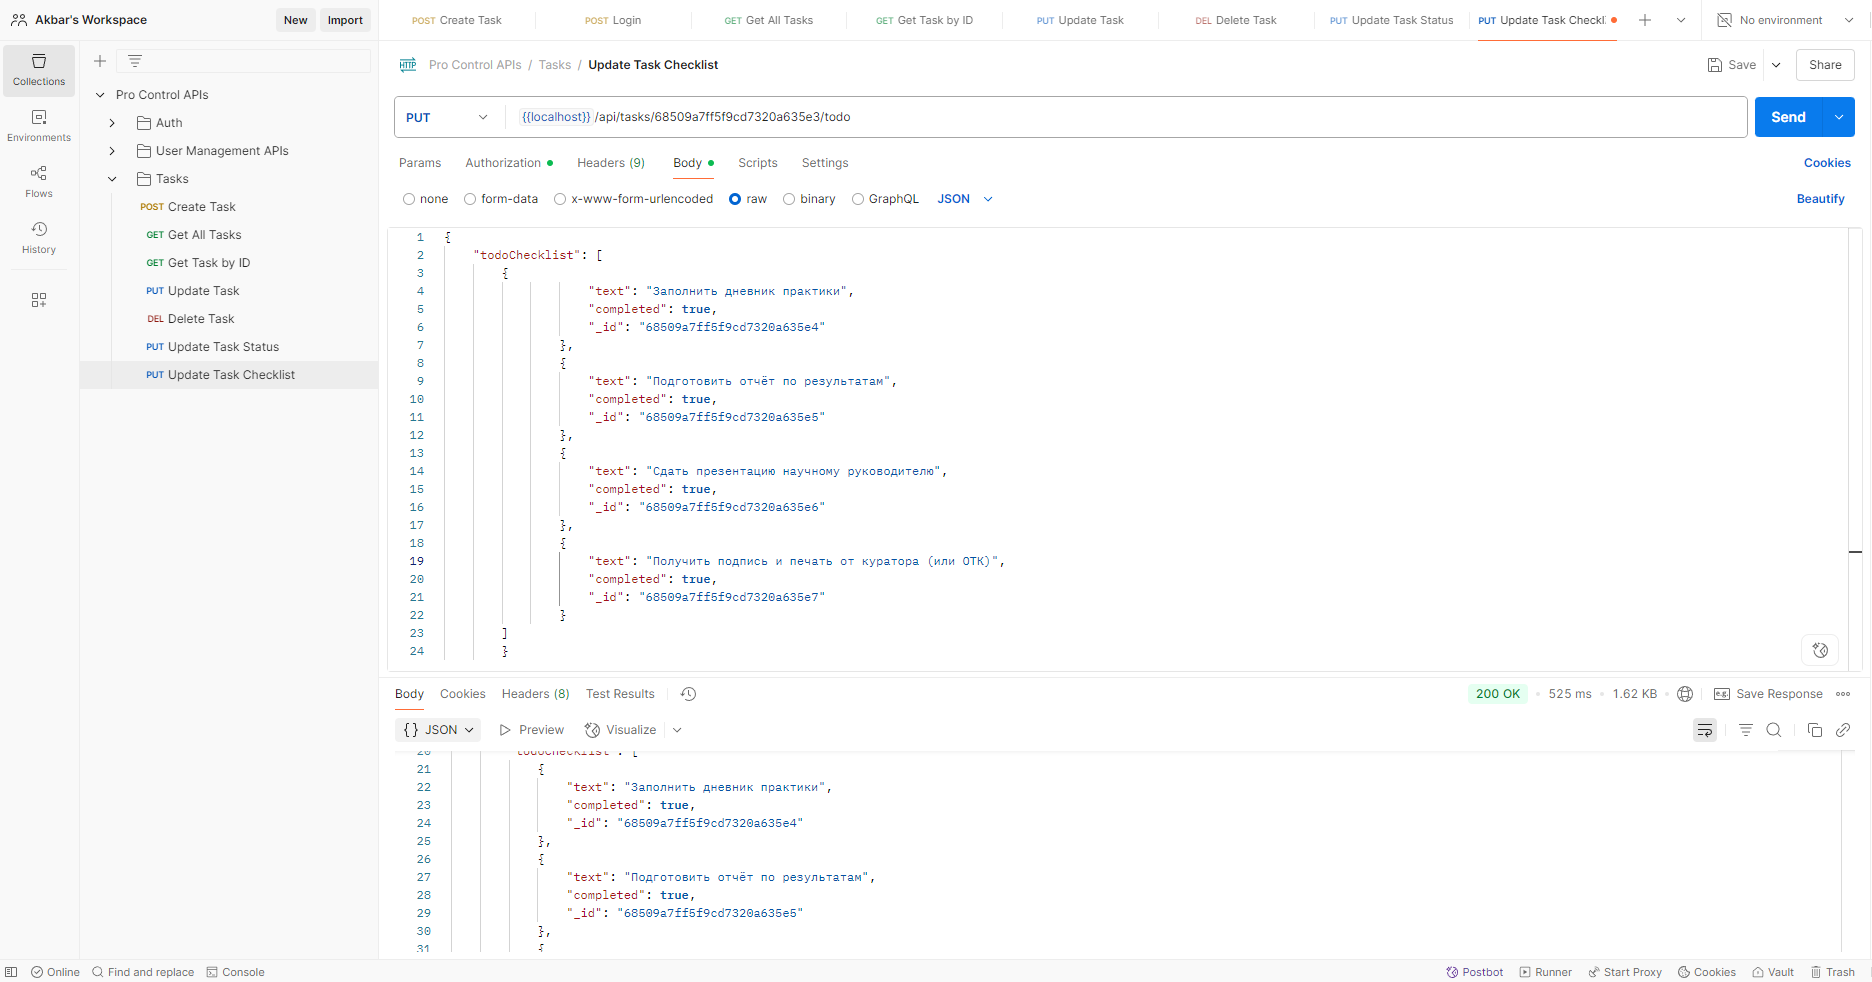 Akbar's Workspace
New
Import
POST Create Task
POST Login
GET Get All Tasks
GET Get Task by ID
PUT Update Task
DEL Delete Task
PUT Update Task Status
PUT Update Task Checkl
No environment
Collections
Environments
Flows
History
Pro Control APIs
Auth
User Management APIs
Tasks
POST Create Task
GET Get All Tasks
GET Get Task by ID
PUT Update Task
DEL Delete Task
PUT Update Task Status
PUT Update Task Checklist
HTTP Pro Control APIs / Tasks / Update Task Checklist
Save
Share
PUT
{{localhost}} /api/tasks/68509a7ff5f9cd7320a635e3/todo
Send
Params
Authorization
Headers (9)
Body
Scripts
Settings
Cookies
none
form-data
x-www-form-urlencoded
raw
binary
GraphQL
JSON
Beautify
1 {
2 "todoChecklist": [
3 {
4 "text": "Заполнить дневник практики",
5 "completed": true,
6 "_id": "68509a7ff5f9cd7320a635e4"
7 },
8 {
9 "text": "Подготовить отчёт по результатам",
10 "completed": true,
11 "_id": "68509a7ff5f9cd7320a635e5"
12 },
13 {
14 "text": "Сдать презентацию научному руководителю",
15 "completed": true,
16 "_id": "68509a7ff5f9cd7320a635e6"
17 },
18 {
19 "text": "Получить подпись и печать от куратора (или ОТК)",
20 "completed": true,
21 "_id": "68509a7ff5f9cd7320a635e7"
22 }
23 ]
24 }
Body
Cookies
Headers (8)
Test Results
200 OK
525 ms
1.62 KB
e.g. Save Response
{} JSON
Preview
Visualize
20 "todoChecklist": [
21 {
22 "text": "Заполнить дневник практики",
23 "completed": true,
24 "_id": "68509a7ff5f9cd7320a635e4"
25 },
26 {
27 "text": "Подготовить отчёт по результатам",
28 "completed": true,
29 "_id": "68509a7ff5f9cd7320a635e5"
30 },
31 {
Online
Find and replace
Console
Postbot
Runner
Start Proxy
Cookies
Vault
Trash